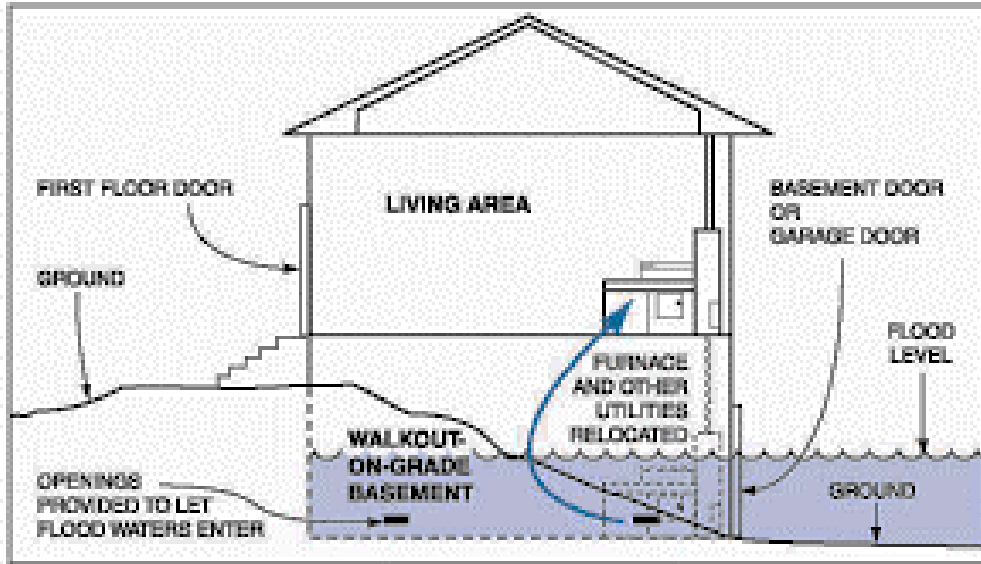 FIRST FLOOR DOOR
LIVING AREA
BASEMENT DOOR
OR
GARAGE DOOR
GROUND
FLOOD
LEVEL
FURNACE
AND OTHER
UTILITIES
RELOCATED
WALKOUT-
ON-GRADE
BASEMENT
OPENINGS
PROVIDED TO LET
FLOOD WATERS ENTER
GROUND